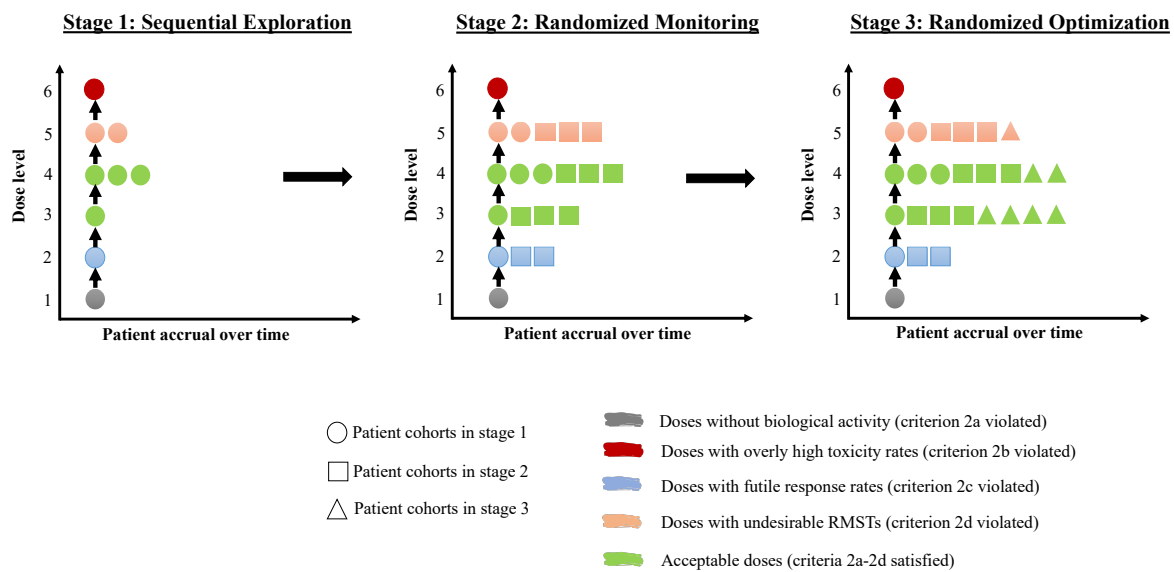 Stage 1: Sequential Exploration
Stage 2: Randomized Monitoring
Stage 3: Randomized Optimization
Dose level
6
5
4
3
2
1
Patient accrual over time
Dose level
6
5
4
3
2
1
Patient accrual over time
Dose level
6
5
4
3
2
1
Patient accrual over time
Patient cohorts in stage 1
Patient cohorts in stage 2
Patient cohorts in stage 3
Doses without biological activity (criterion 2a violated)
Doses with overly high toxicity rates (criterion 2b violated)
Doses with futile response rates (criterion 2c violated)
Doses with undesirable RMSTs (criterion 2d violated)
Acceptable doses (criteria 2a-2d satisfied)